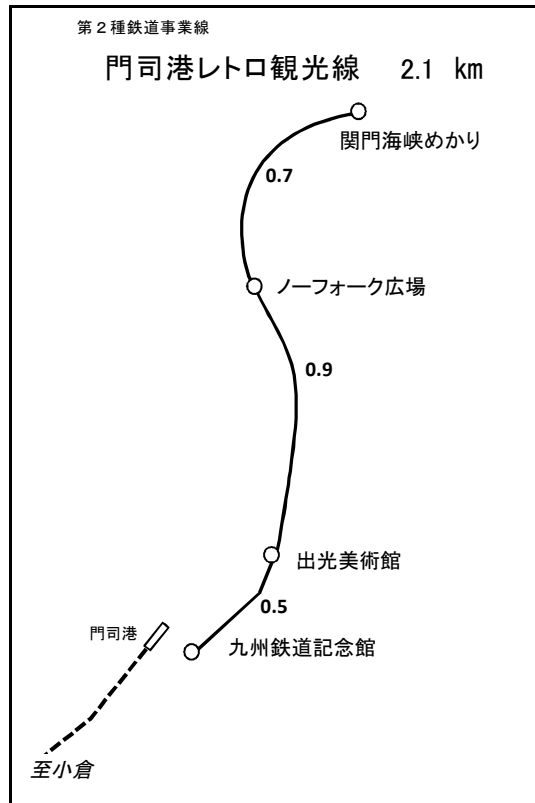 第２種鉄道事業線
門司港レトロ観光線　2.1 km
関門海峡めかり
0.7
ノーフォーク広場
0.9
出光美術館
0.5
門司港
九州鉄道記念館
至小倉